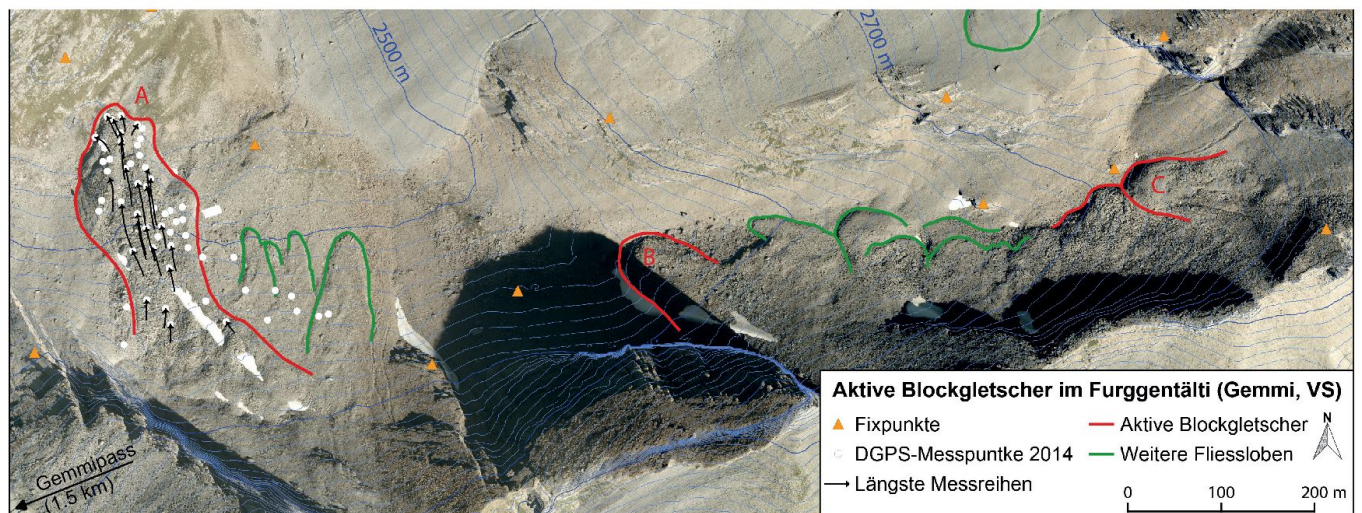 A
2500 m
2700 m
B
C
Gemmipass
(1.5 km)
Aktive Blockgletscher im Furggentälti (Gemmi, VS)
Fixpunkte
Aktive Blockgletscher
N
DGPS-Messpuntke 2014
Weitere Fliessloben
Längste Messreihen
0 100 200 m